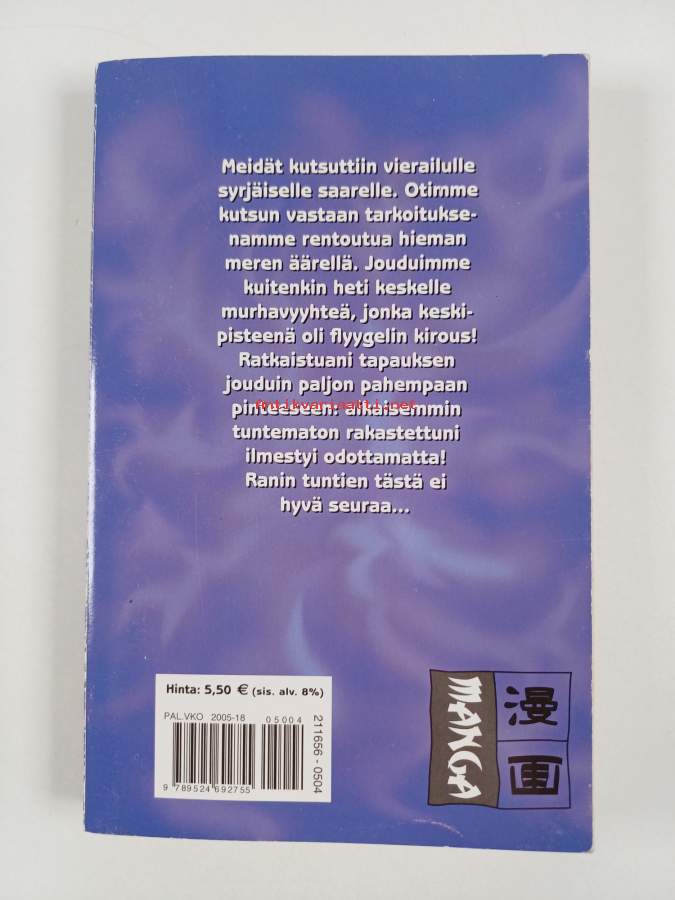 Meidät kutsuttiin vierailulle
syrjäiselle saarelle. Otimme
kutsun vastaan tarkoitukse-
namme rentoutua hieman
meren äärellä. Jouduimme
kuitenkin heti keskelle
murhavyyhteä, jonka keski-
pisteenä oli flyygelin kirous!
Ratkaistuani tapauksen
jouduin paljon pahempaan
Antikvariaatti.net
pinteeseen: aikaisemmin
tuntematon rakastettuni
ilmestyi odottamatta!
Ranin tuntien tästä ei
hyvä seuraa...
Hinta: 5,50 € (sis. alv. 8%)
PAL.VKO 2005-18
05004
211656 - 0504
9 789524 692755
MANGA
漫画